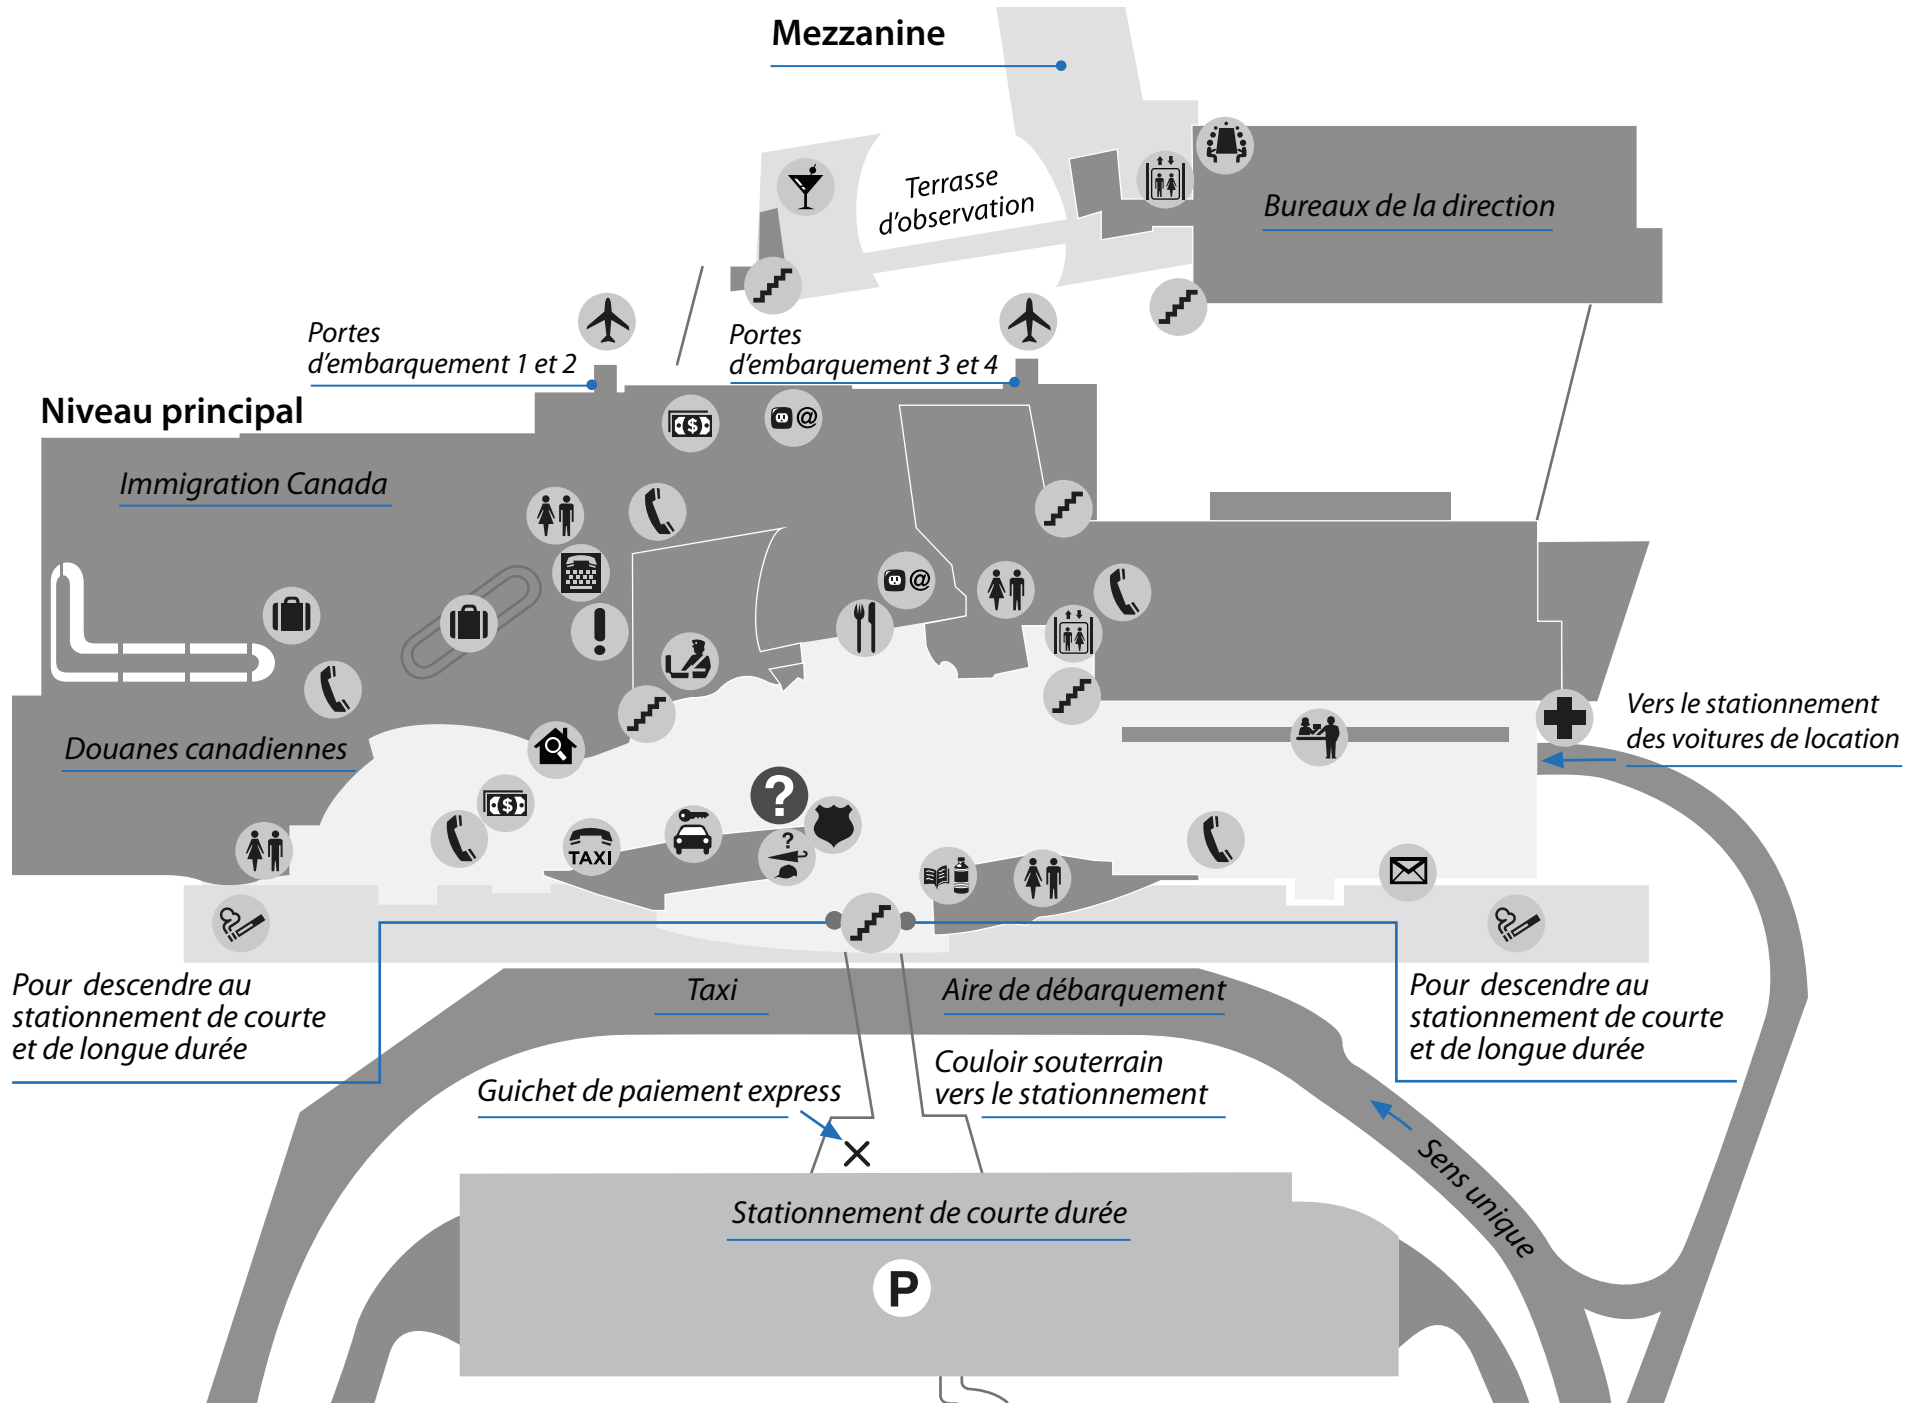 Mezzanine
Terrasse
d'observation
Bureaux de la direction
Portes
d'embarquement 1 et 2
Portes
d'embarquement 3 et 4
Niveau principal
@
Immigration Canada
@
Vers le stationnement
des voitures de location
Douanes canadiennes
?
TAXI
?
Pour descendre au
stationnement de courte
et de longue durée
Taxi
Aire de débarquement
Pour descendre au
stationnement de courte
et de longue durée
Guichet de paiement express
Couloir souterrain
vers le stationnement
Sens unique
Stationnement de courte durée
P